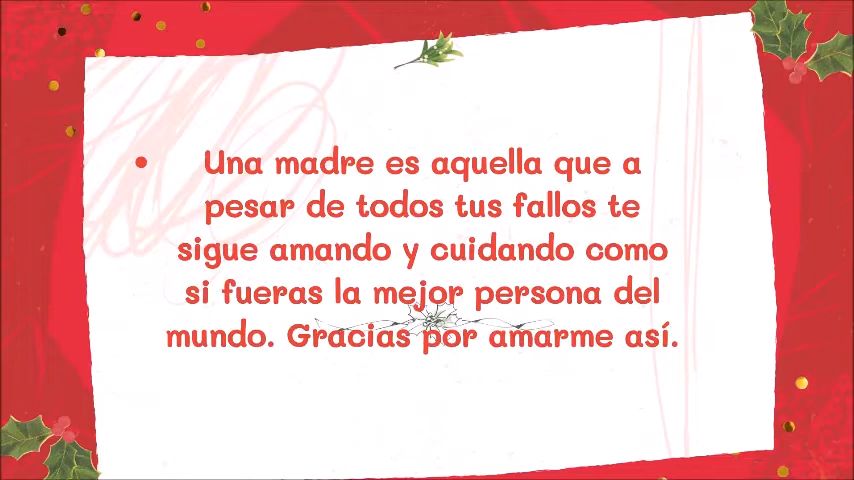 • Una madre es aquella que a
pesar de todos tus fallos te
sigue amando y cuidando como
si fueras la mejor persona del
mundo. Gracias por amarme así.